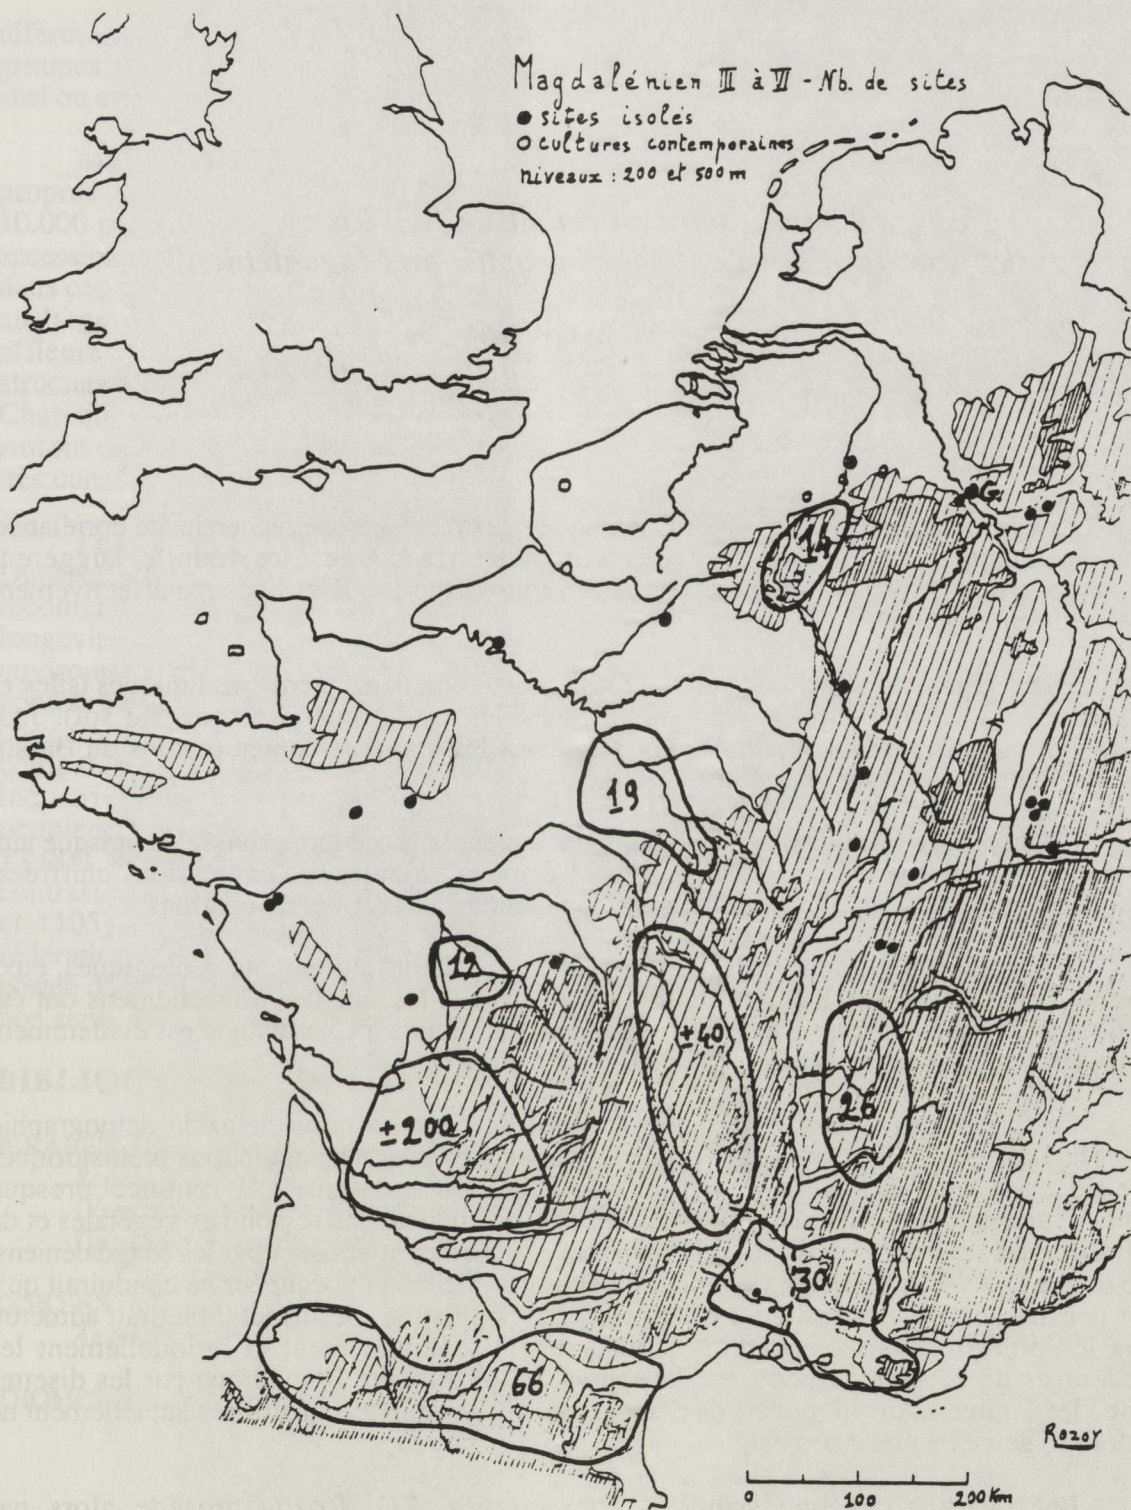 Magdalénien III à VI - Nb. de sites
● sites isolés
○ cultures contemporaines
niveaux : 200 et 500 m
G
14
19
19
±40
26
±200
30
66
Rozoy
0 100 200 Km